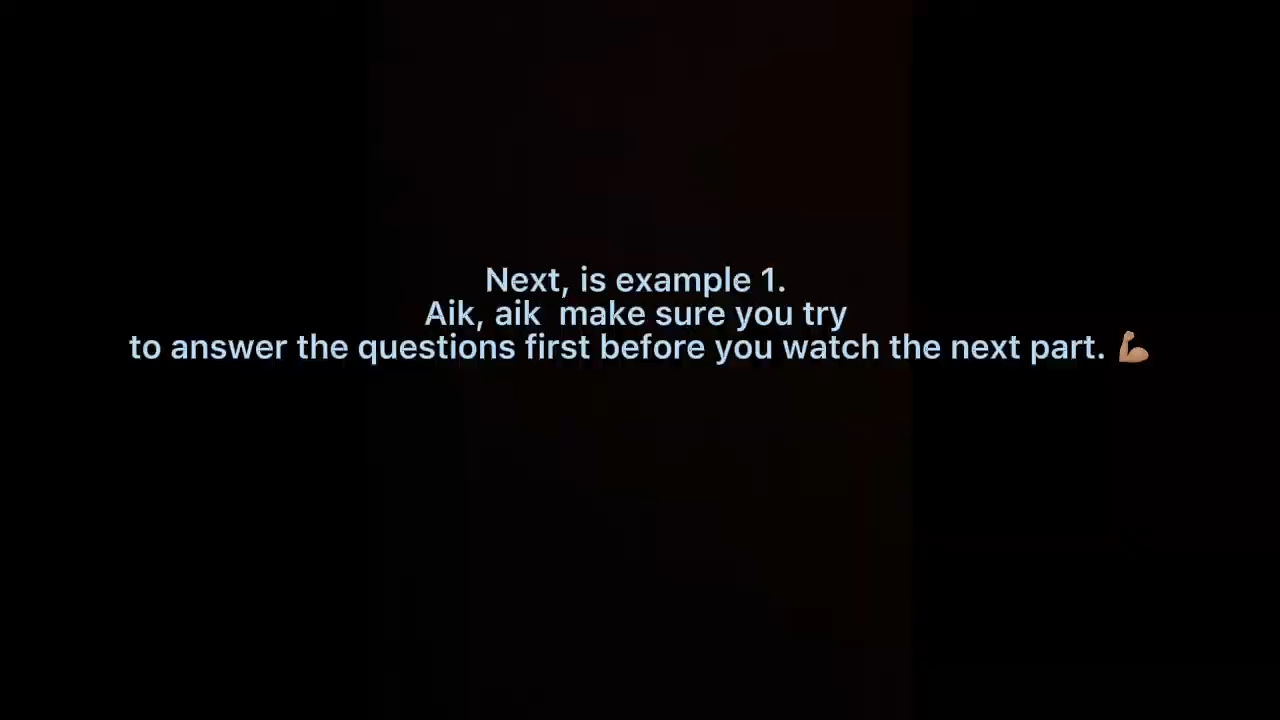 Next, is example 1.
Aik, aik  make sure you try
to answer the questions first before you watch the next part. 💪🏽